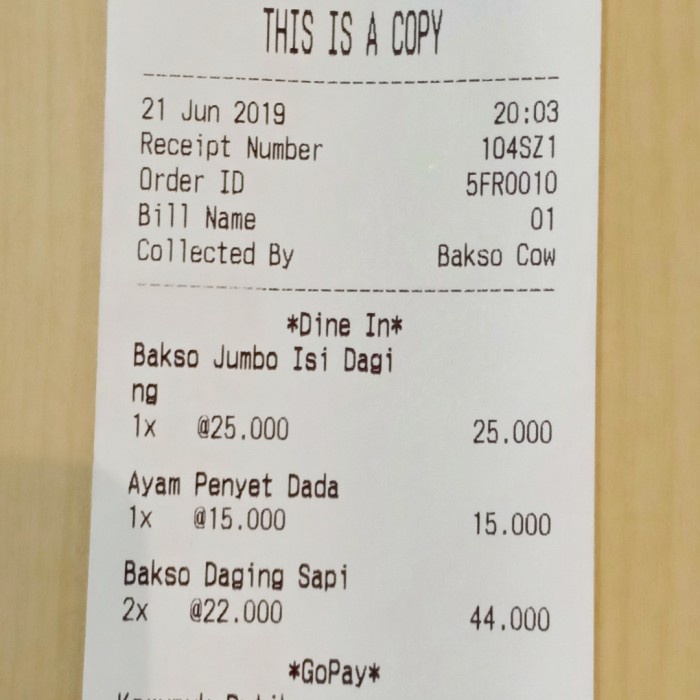 THIS IS A COPY
21 Jun 2019 20:03
Receipt Number 104SZ1
Order ID 5FR0010
Bill Name 01
Collected By Bakso Cow
*Dine In*
Bakso Jumbo Isi Dagi
ng
1x @25.000 25.000
Ayam Penyet Dada
1x @15.000 15.000
Bakso Daging Sapi
2x @22.000 44.000
*GoPay*